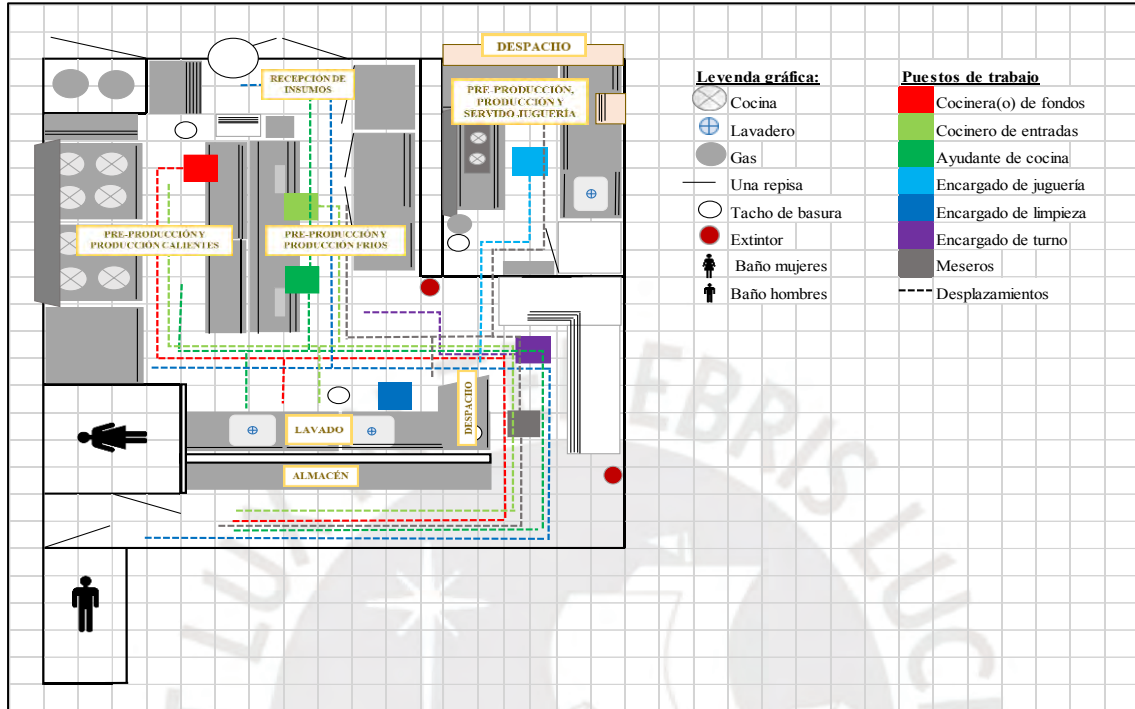 DESPACHO
RECEPCIÓN DE
INSUMOS
PRE-PRODUCCIÓN,
PRODUCCIÓN Y
SERVIDO JUGUERÍA
PRE-PRODUCCIÓN Y
PRODUCCIÓN CALIENTES
PRE-PRODUCCIÓN Y
PRODUCCIÓN FRIOS
DESPACHO
LAVADO
ALMACÉN
Leyenda gráfica:
Cocina
Lavadero
Gas
Una repisa
Tacho de basura
Extintor
Baño mujeres
Baño hombres
Puestos de trabajo
Cocinera(o) de fondos
Cocinero de entradas
Ayudante de cocina
Encargado de juguería
Encargado de limpieza
Encargado de turno
Meseros
Desplazamientos